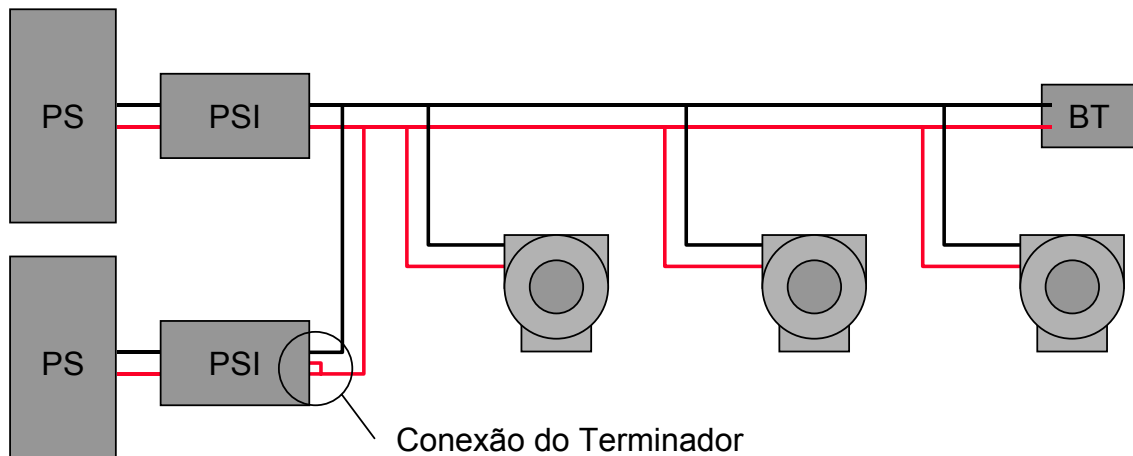 PS
PSI
BT
PS
PSI
Conexão do Terminador